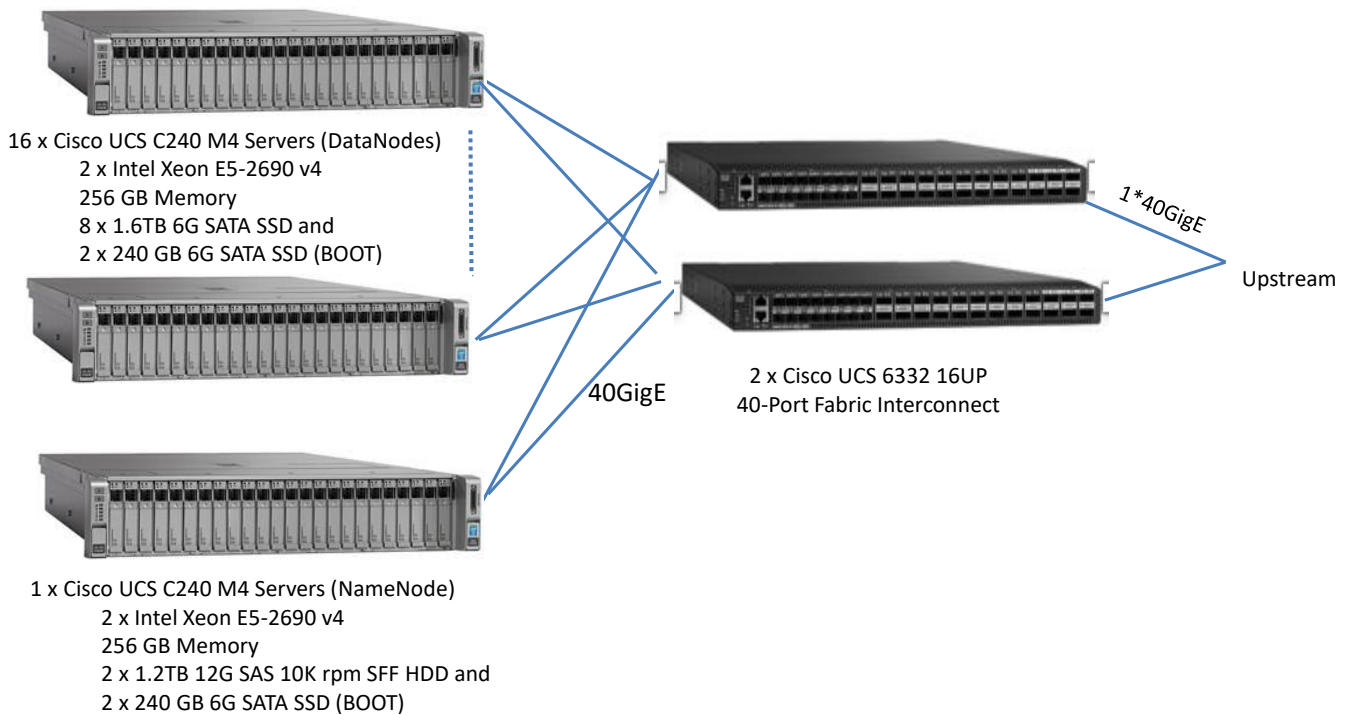 16 x Cisco UCS C240 M4 Servers (DataNodes)
2 x Intel Xeon E5-2690 v4
256 GB Memory
8 x 1.6TB 6G SATA SSD and
2 x 240 GB 6G SATA SSD (BOOT)
1*40GigE
Upstream
40GigE
2 x Cisco UCS 6332 16UP
40-Port Fabric Interconnect
1 x Cisco UCS C240 M4 Servers (NameNode)
2 x Intel Xeon E5-2690 v4
256 GB Memory
2 x 1.2TB 12G SAS 10K rpm SFF HDD and
2 x 240 GB 6G SATA SSD (BOOT)